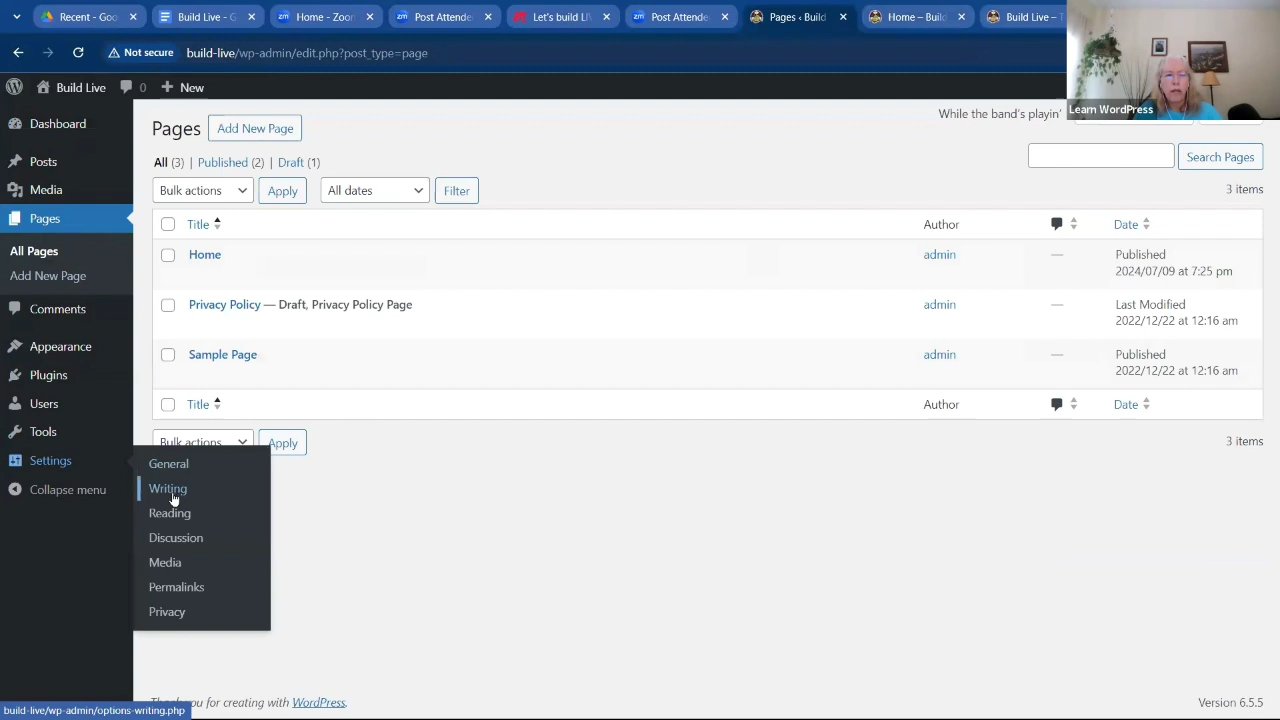 Recent - Goo
Build Live - G
Home - Zoon
Post Attende
Let's build LIV
Post Attende
Pages ‹ Build
Home – Build
Build Live – T
Not secure
build-live/wp-admin/edit.php?post_type=page
Build Live
0
New
Learn WordPress
Dashboard
Posts
Media
Pages
All Pages
Add New Page
Comments
Appearance
Plugins
Users
Tools
Settings
Collapse menu
General
Writing
Reading
Discussion
Media
Permalinks
Privacy
Pages
Add New Page
While the band's playin'
All (3) | Published (2) | Draft (1)
Search Pages
Bulk actions
Apply
All dates
Filter
3 items
Title
Author
Date
Home
admin
—
Published
2024/07/09 at 7:25 pm
Privacy Policy — Draft, Privacy Policy Page
admin
—
Last Modified
2022/12/22 at 12:16 am
Sample Page
admin
—
Published
2022/12/22 at 12:16 am
Title
Author
Date
Bulk actions
Apply
3 items
for creating with WordPress.
Version 6.5.5
build-live/wp-admin/options-writing.php